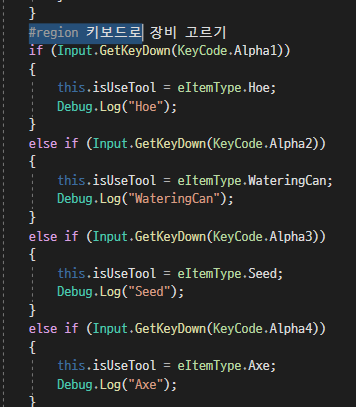 }
#region 키보드로 장비 고르기
if (Input.GetKeyDown(KeyCode.Alpha1))
{
this.isUseTool = eItemType.Hoe;
Debug.Log("Hoe");
}
else if (Input.GetKeyDown(KeyCode.Alpha2))
{
this.isUseTool = eItemType.WateringCan;
Debug.Log("WateringCan");
}
else if (Input.GetKeyDown(KeyCode.Alpha3))
{
this.isUseTool = eItemType.Seed;
Debug.Log("Seed");
}
else if (Input.GetKeyDown(KeyCode.Alpha4))
{
this.isUseTool = eItemType.Axe;
Debug.Log("Axe");
}